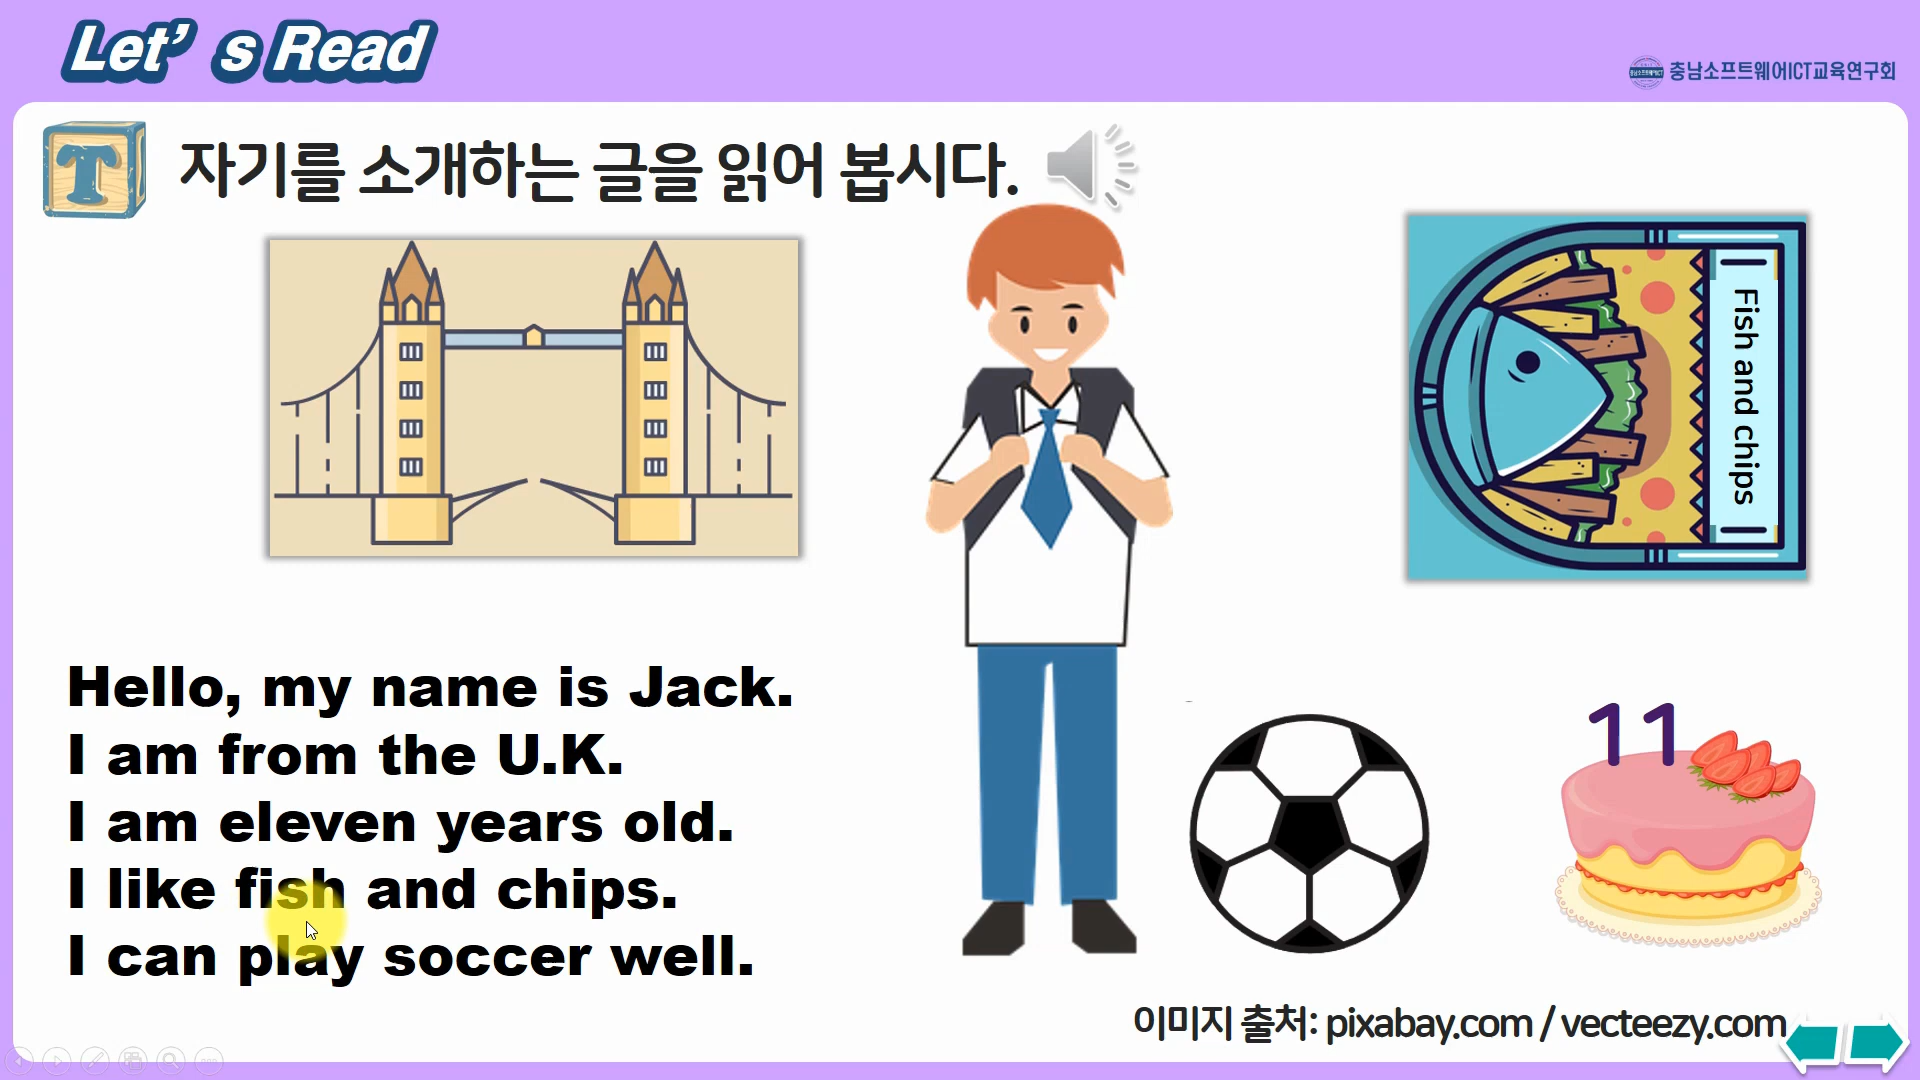 Let's Read
충남소프트웨어ICT교육연구회
T 자기를 소개하는 글을 읽어 봅시다.
Fish and chips
Hello, my name is Jack.
I am from the U.K.
I am eleven years old.
I like fish and chips.
I can play soccer well.
11
이미지 출처: pixabay.com / vecteezy.com